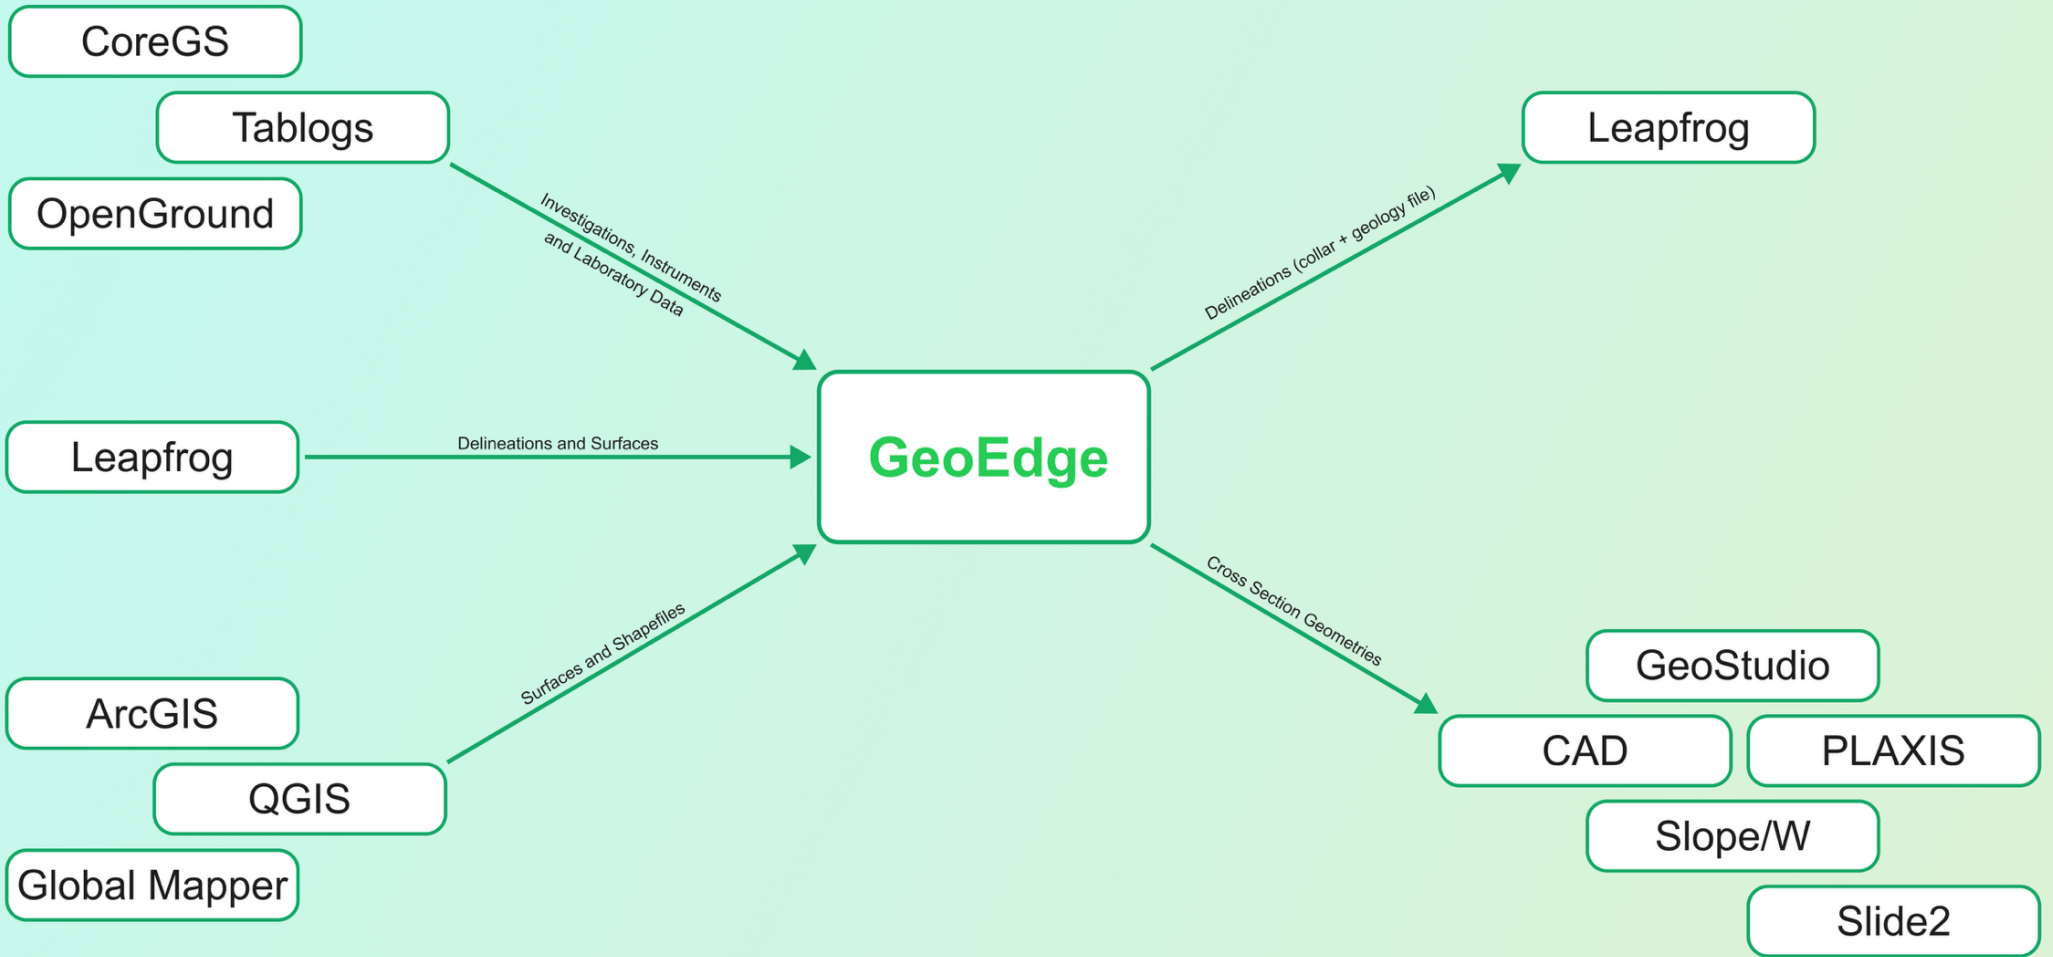 CoreGS
Tablogs
OpenGround
Investigations, Instruments
and Laboratory Data
Leapfrog
Delineations and Surfaces
ArcGIS
QGIS
Global Mapper
Surfaces and Shapefiles
GeoEdge
Delineations (collar + geology file)
Leapfrog
Cross Section Geometries
GeoStudio
CAD
PLAXIS
Slope/W
Slide2